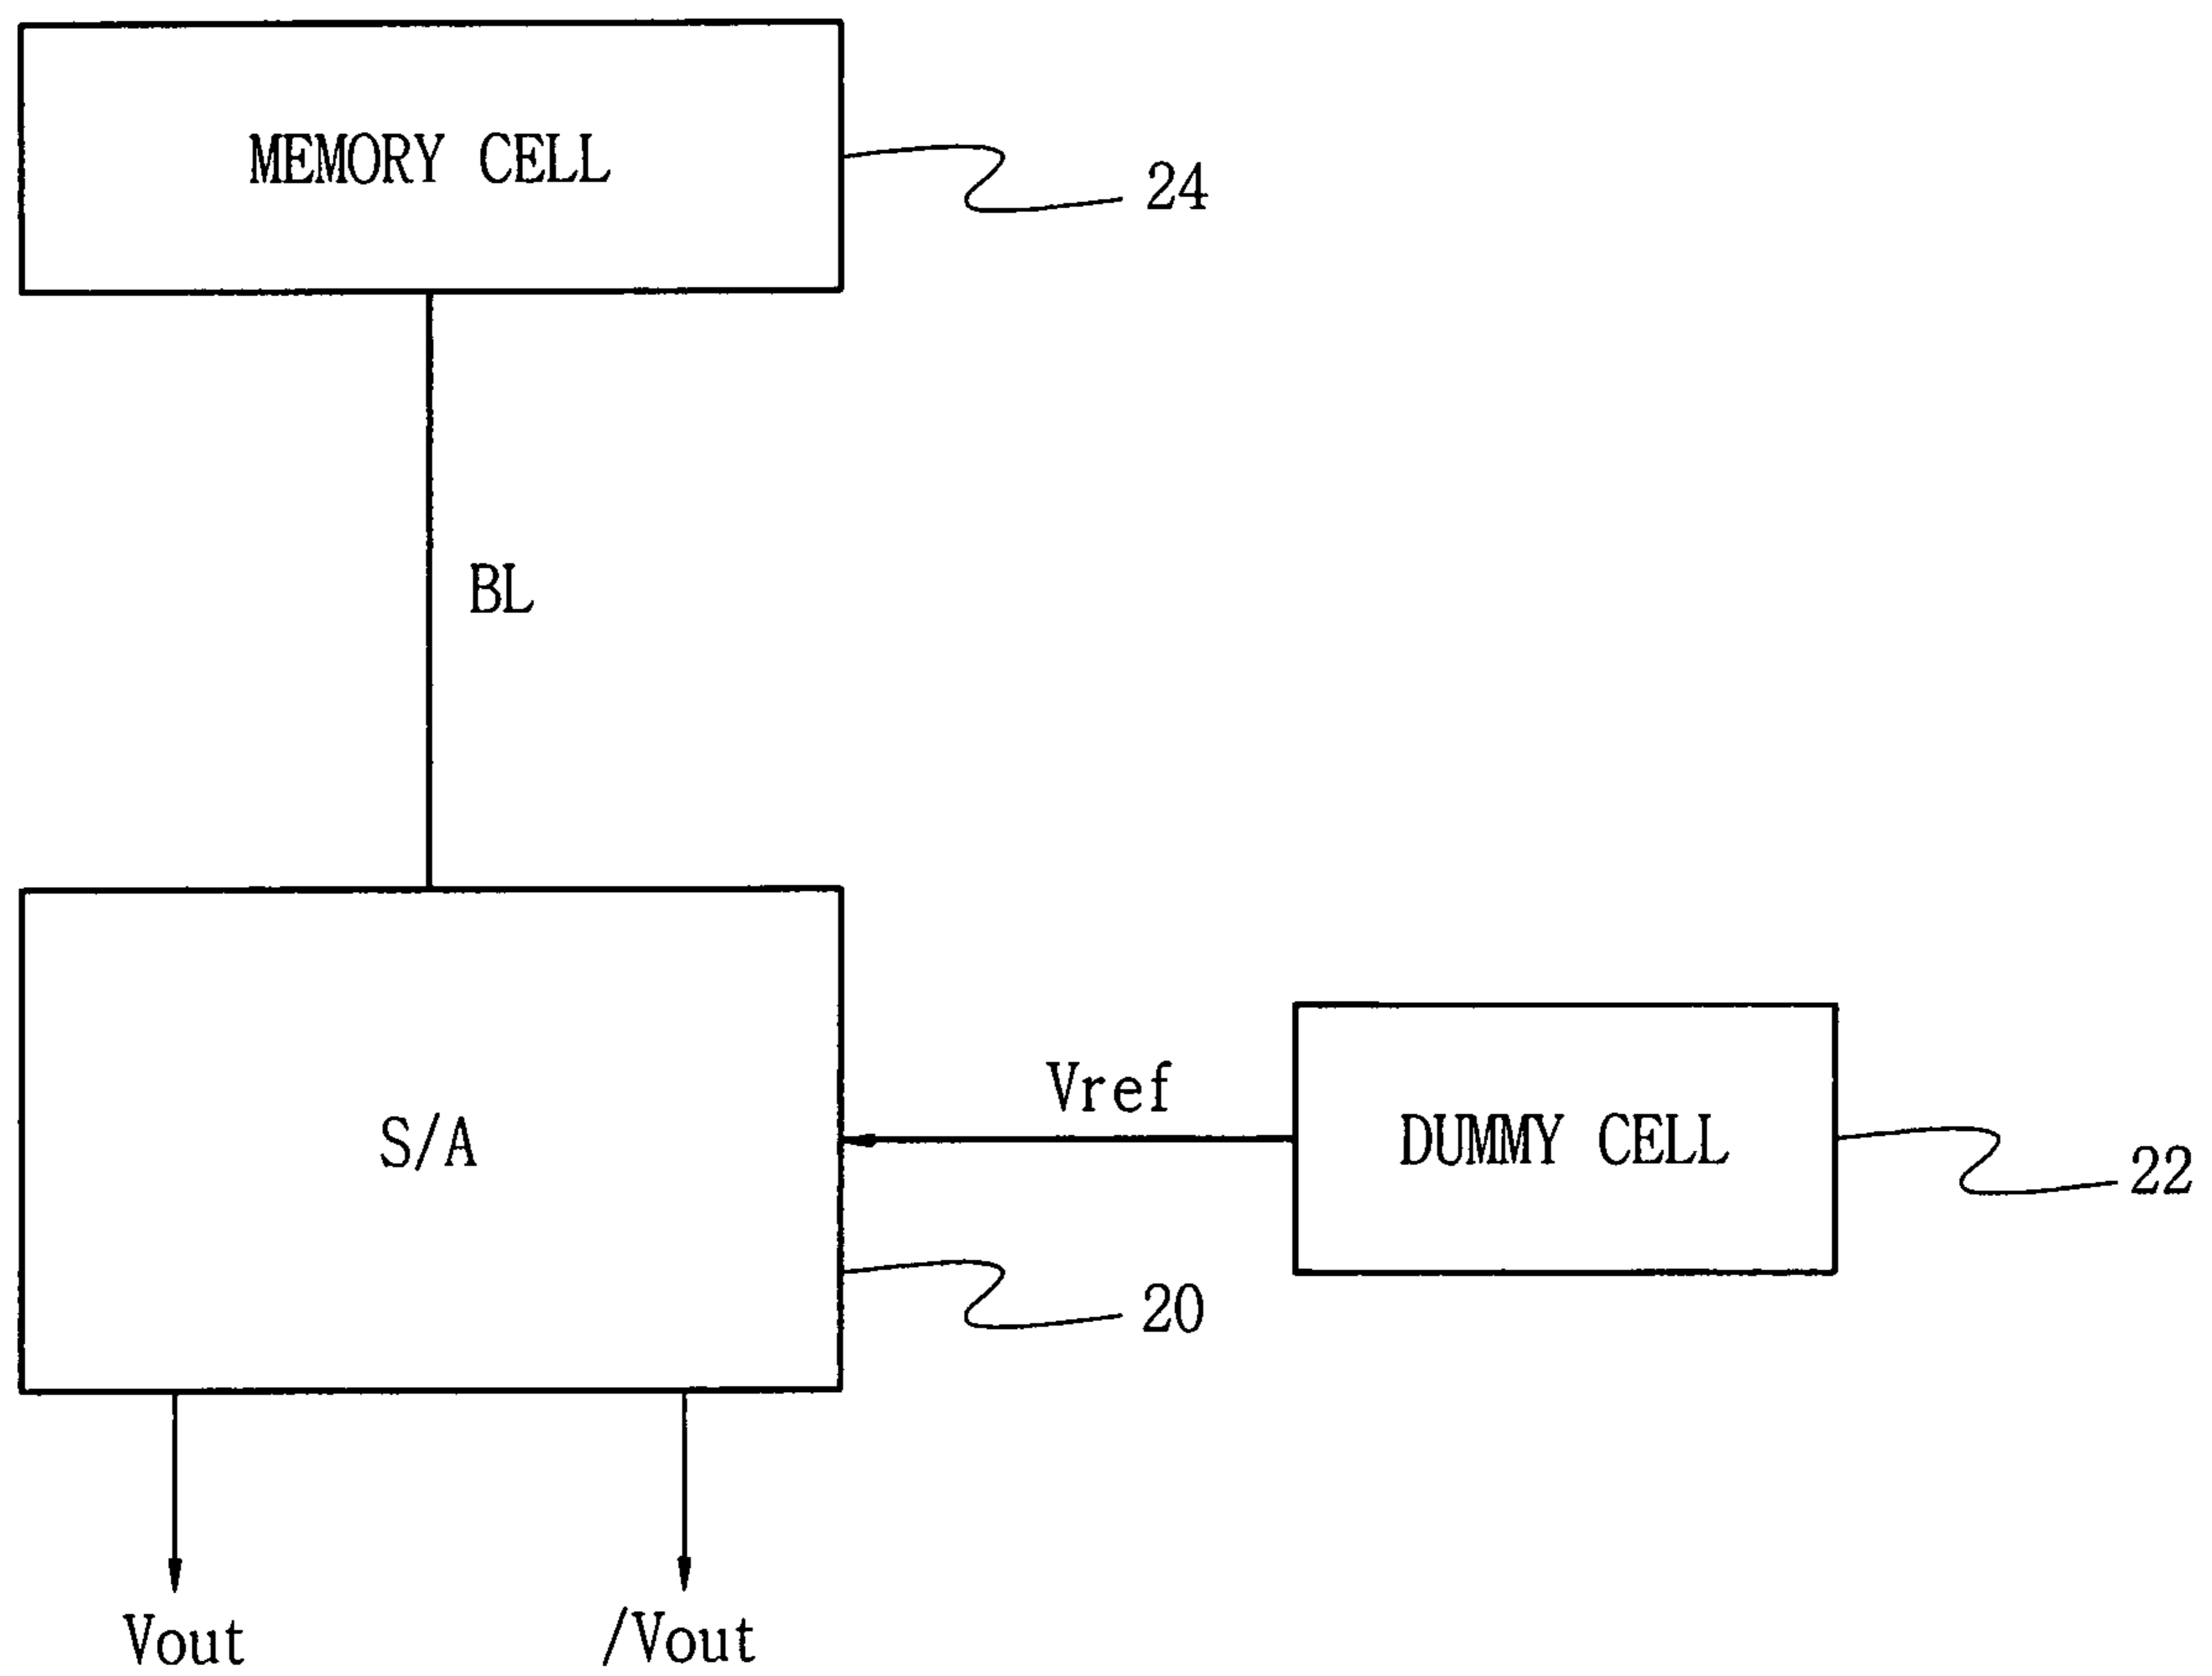 MEMORY CELL
24
BL
Vref
S/A
DUMMY CELL
22
20
Vout
/Vout